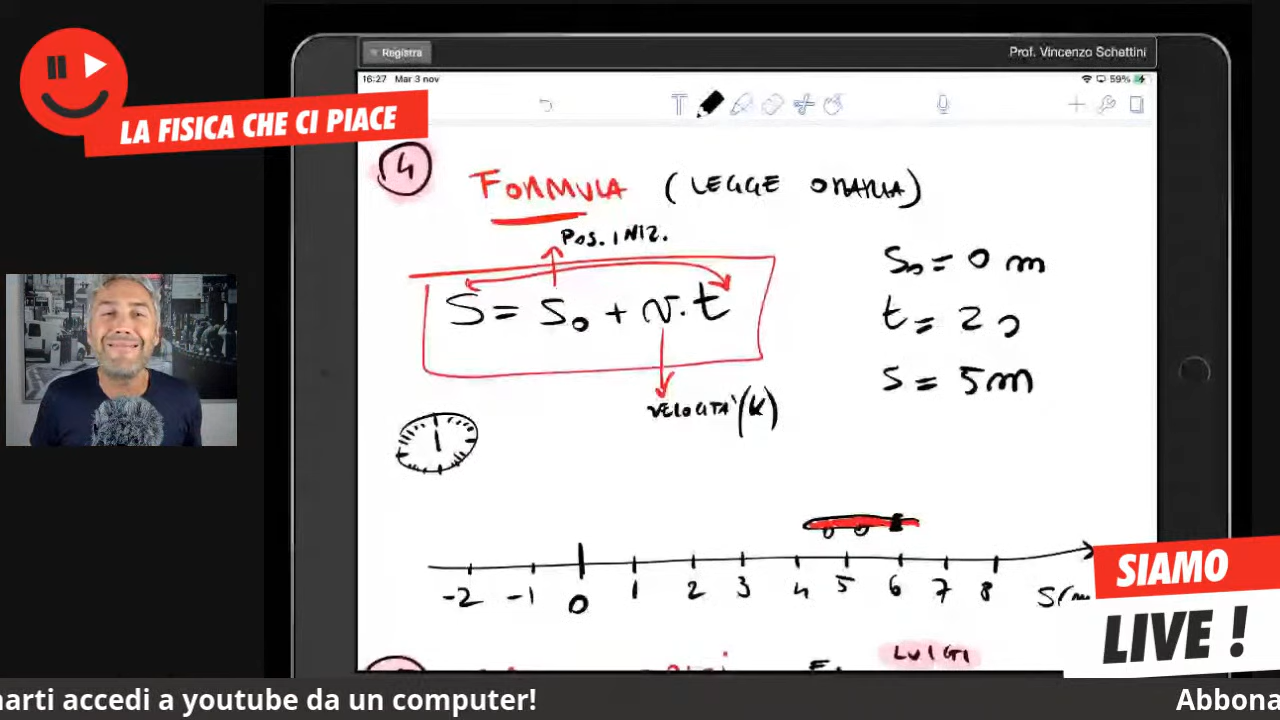 Registra
Prof. Vincenzo Schettini
16:27 Mar 3 nov
59%
LA FISICA CHE CI PIACE
4
FORMULA (LEGGE ORARIA)
POS. INIZ.
S = S₀ + v·t
VELOCITA' (K)
S₀ = 0 m
t = 2 s
S = 5 m
-2 -1 0 1 2 3 4 5 6 7 8 S(m
LUIGI
SIAMO
LIVE !
narti accedi a youtube da un computer!
Abbona